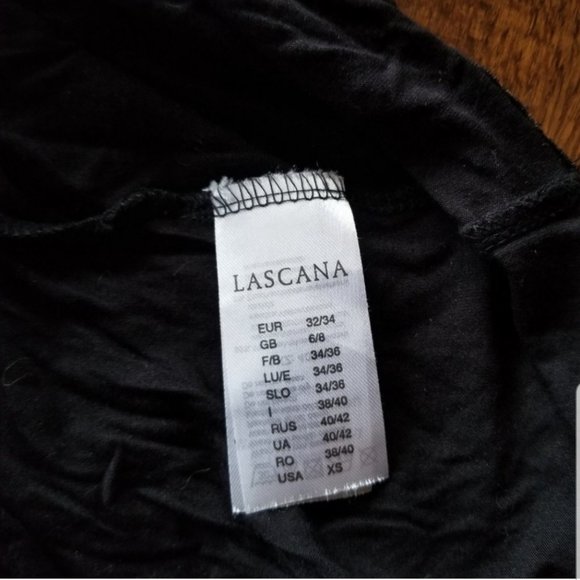 LASCANA
EUR 32/34
GB 6/8
F/B 34/36
LU/E 34/36
SLO 34/36
I 38/40
RUS 40/42
UA 40/42
RO 38/40
USA XS